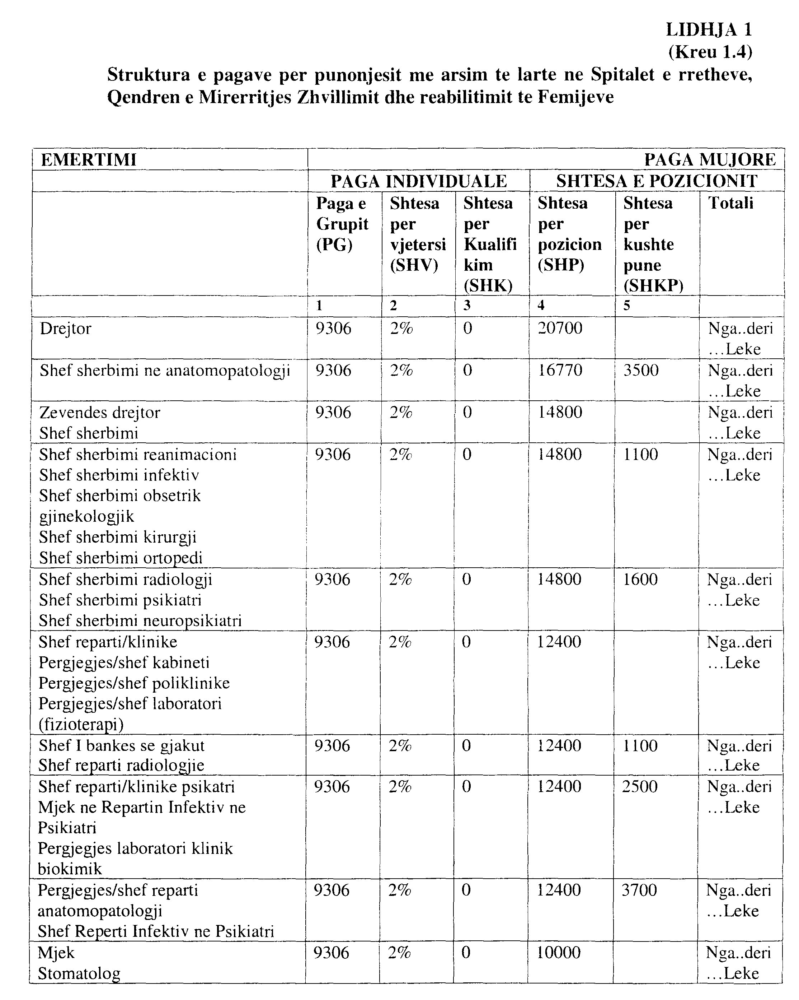 LIDHJA 1
(Kreu 1.4)
Struktura e pagave per punonjesit me arsim te larte ne Spitalet e rretheve,
Qendren e Mirerritjes Zhvillimit dhe reabilitimit te Femijeve
EMERTIMI PAGA MUJORE
PAGA INDIVIDUALE SHTESA E POZICIONIT
Paga e Shtesa Shtesa Shtesa Shtesa Totali
Grupit per per per per
(PG) vjetersi Kualifi pozicion kushte
(SHV) kim (SHP) pune
(SHK) (SHKP)
1 2 3 4 5
Drejtor 9306 2% 0 20700 Nga..deri
...Leke
Shef sherbimi ne anatomopatologji 9306 2% 0 16770 3500 Nga..deri
...Leke
Zevendes drejtor 9306 2% 0 14800 Nga..deri
Shef sherbimi ...Leke
Shef sherbimi reanimacioni 9306 2% 0 14800 1100 Nga..deri
Shef sherbimi infektiv ...Leke
Shef sherbimi obsetrik
gjinekologjik
Shef sherbimi kirurgji
Shef sherbimi ortopedi
Shef sherbimi radiologji 9306 2% 0 14800 1600 Nga..deri
Shef sherbimi psikiatri ...Leke
Shef sherbimi neuropsikiatri
Shef reparti/klinike 9306 2% 0 12400 Nga..deri
Pergjegjes/shef kabineti ...Leke
Pergjegjes/shef poliklinike
Pergjegjes/shef laboratori
(fizioterapi)
Shef I bankes se gjakut 9306 2% 0 12400 1100 Nga..deri
Shef reparti radiologjie ...Leke
Shef reparti/klinike psikatri 9306 2% 0 12400 2500 Nga..deri
Mjek ne Repartin Infektiv ne ...Leke
Psikiatri
Pergjegjes laboratori klinik
biokimik
Pergjegjes/shef reparti 9306 2% 0 12400 3700 Nga..deri
anatomopatologji ...Leke
Shef Reperti Infektiv ne Psikiatri
Mjek 9306 2% 0 10000 Nga..deri
Stomatolog ...Leke